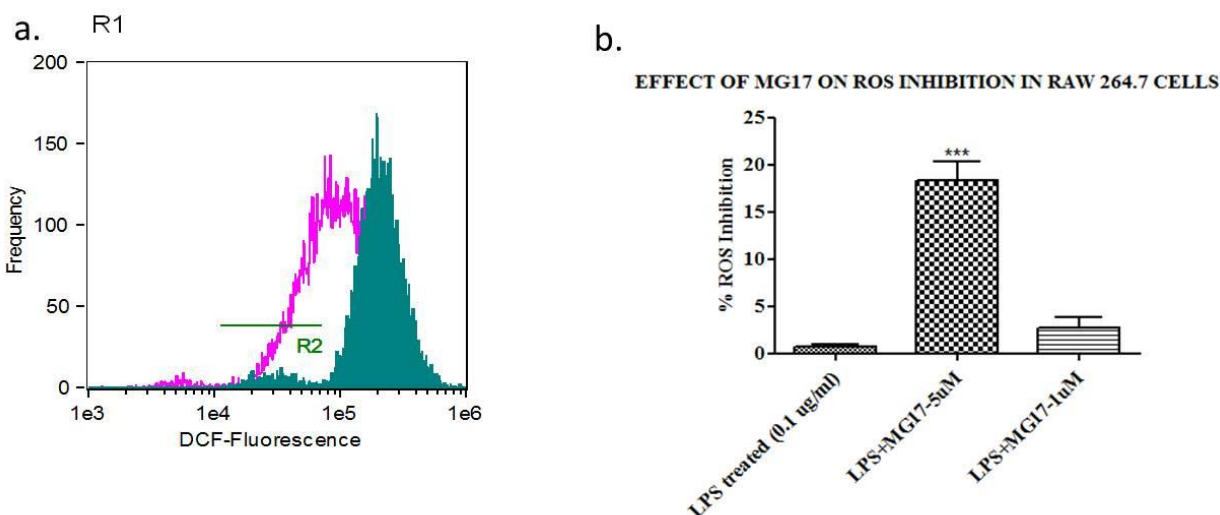 a.
R1
200
150
100
50
0
Frequency
R2
1e3 1e4 1e5 1e6
DCF-Fluorescence
b.
EFFECT OF MG17 ON ROS INHIBITION IN RAW 264.7 CELLS
25
20
15
10
5
0
% ROS Inhibition
***
LPS treated (0.1 ug/ml)
LPS+MG17-5uM
LPS+MG17-1uM